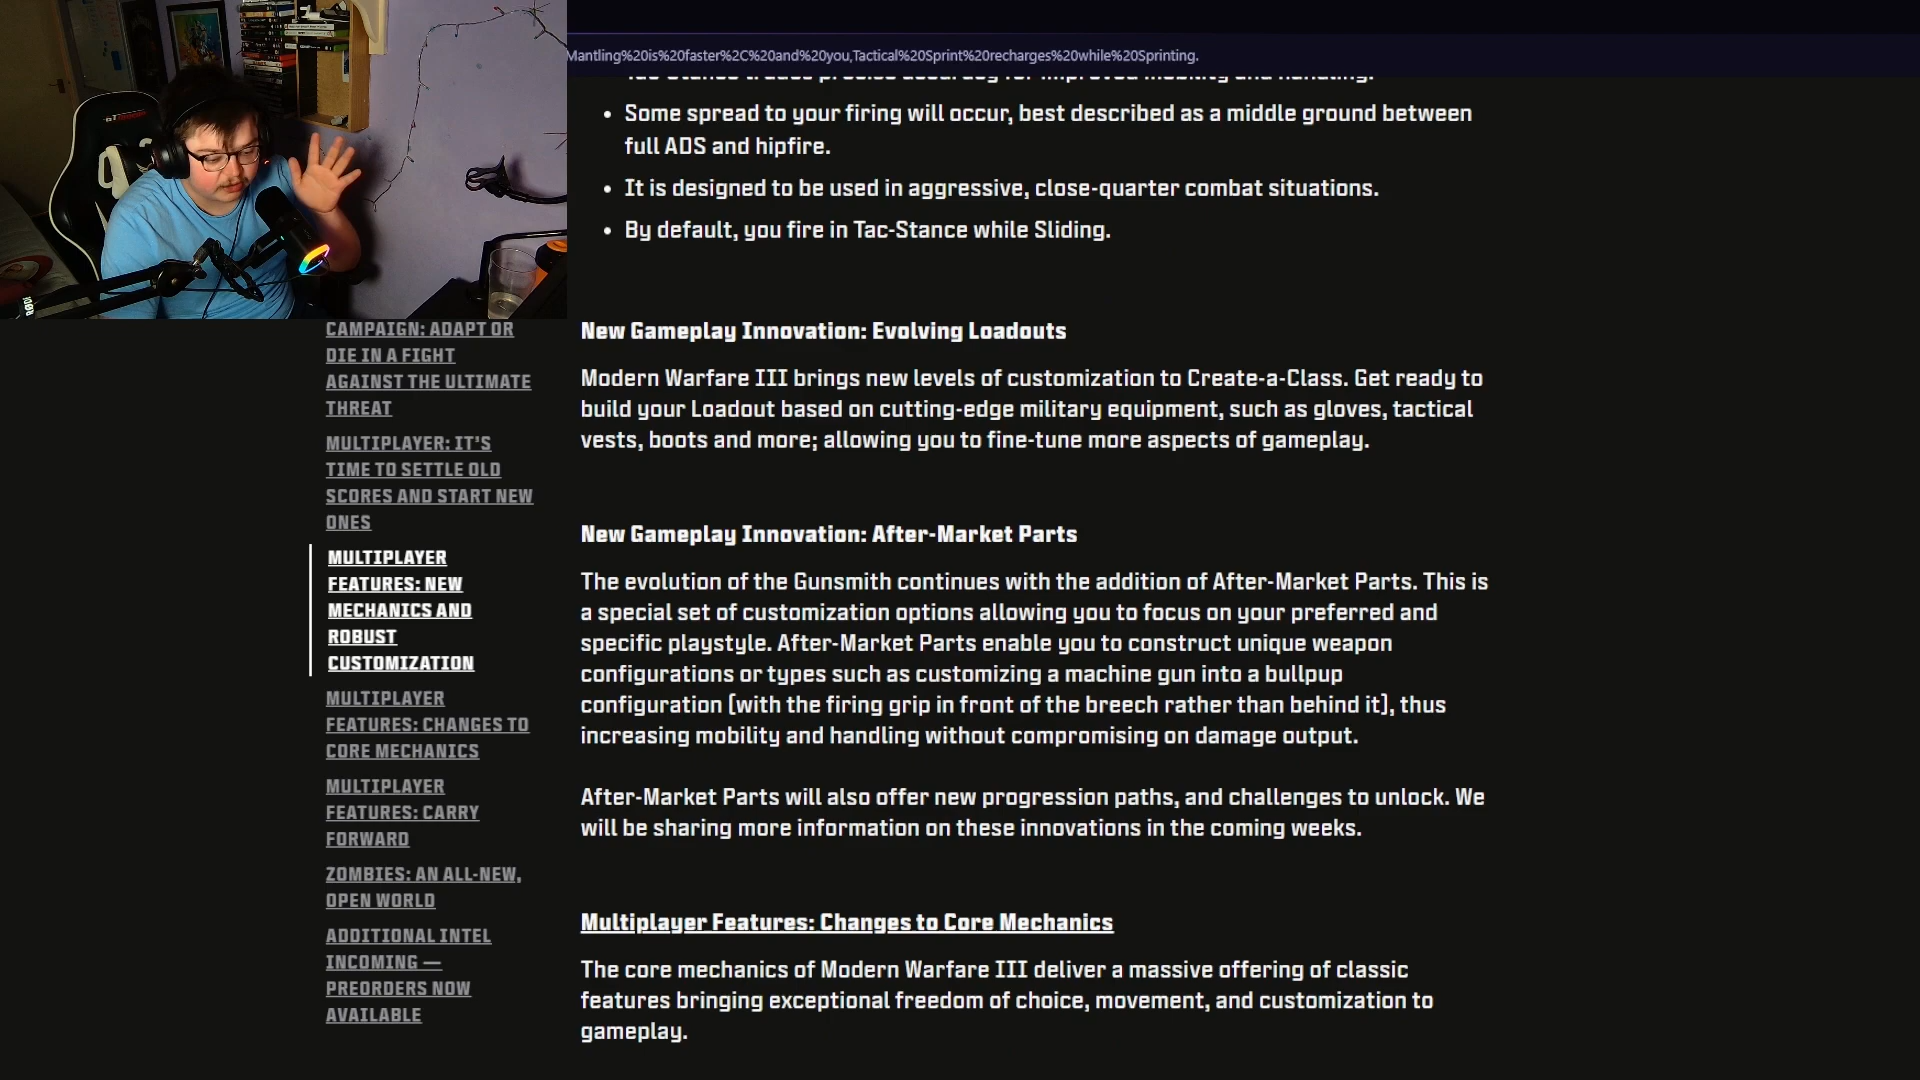 Mantling%20is%20faster%2C%20and%20you,Tactical%20Sprint%20recharges%20while%20Sprinting.
Tac-Stance trades precise accuracy for improved mobility and handling.
• Some spread to your firing will occur, best described as a middle ground between
full ADS and hipfire.
• It is designed to be used in aggressive, close-quarter combat situations.
• By default, you fire in Tac-Stance while Sliding.
CAMPAIGN: ADAPT OR
DIE IN A FIGHT
AGAINST THE ULTIMATE
THREAT
MULTIPLAYER: IT'S
TIME TO SETTLE OLD
SCORES AND START NEW
ONES
MULTIPLAYER
FEATURES: NEW
MECHANICS AND
ROBUST
CUSTOMIZATION
MULTIPLAYER
FEATURES: CHANGES TO
CORE MECHANICS
MULTIPLAYER
FEATURES: CARRY
FORWARD
ZOMBIES: AN ALL-NEW,
OPEN WORLD
ADDITIONAL INTEL
INCOMING —
PREORDERS NOW
AVAILABLE
New Gameplay Innovation: Evolving Loadouts
Modern Warfare III brings new levels of customization to Create-a-Class. Get ready to
build your Loadout based on cutting-edge military equipment, such as gloves, tactical
vests, boots and more; allowing you to fine-tune more aspects of gameplay.
New Gameplay Innovation: After-Market Parts
The evolution of the Gunsmith continues with the addition of After-Market Parts. This is
a special set of customization options allowing you to focus on your preferred and
specific playstyle. After-Market Parts enable you to construct unique weapon
configurations or types such as customizing a machine gun into a bullpup
configuration (with the firing grip in front of the breech rather than behind it), thus
increasing mobility and handling without compromising on damage output.
After-Market Parts will also offer new progression paths, and challenges to unlock. We
will be sharing more information on these innovations in the coming weeks.
Multiplayer Features: Changes to Core Mechanics
The core mechanics of Modern Warfare III deliver a massive offering of classic
features bringing exceptional freedom of choice, movement, and customization to
gameplay.